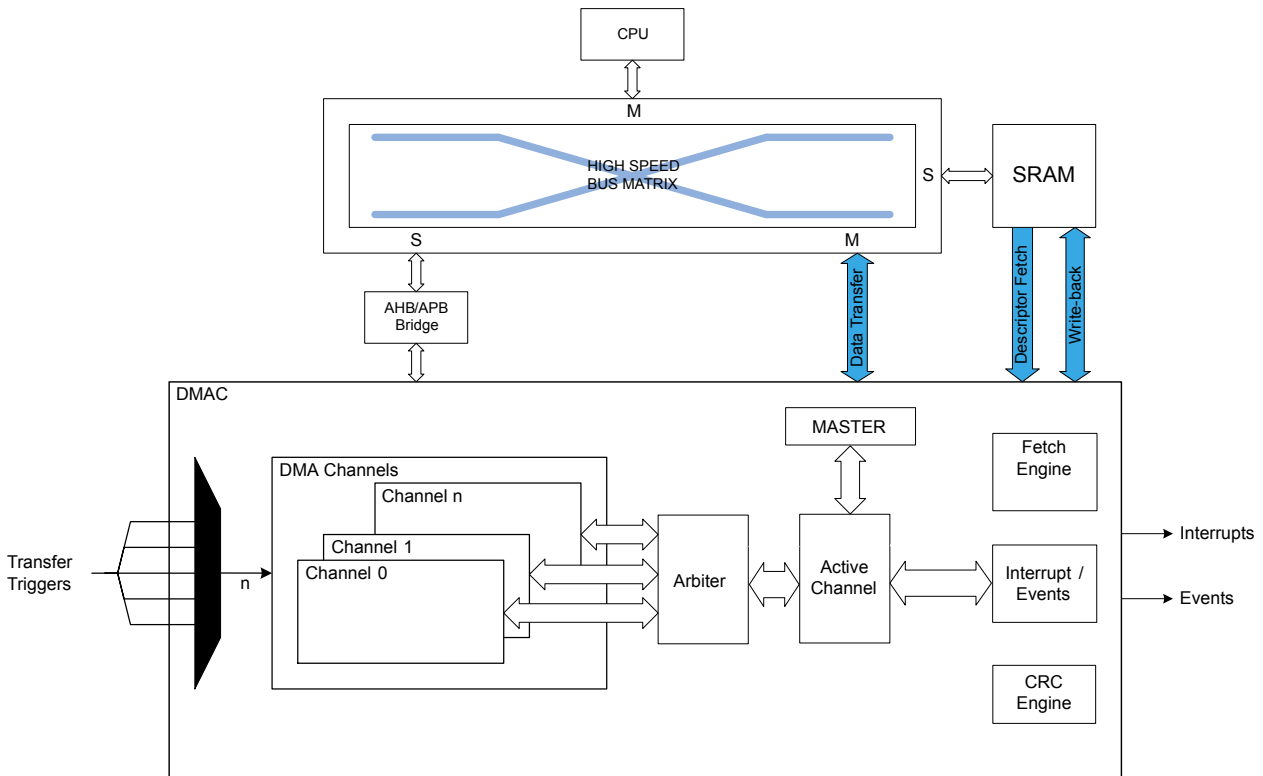 CPU
M
HIGH SPEED
BUS MATRIX
S
SRAM
S
M
AHB/APB
Bridge
Data Transfer
Descriptor Fetch
Write-back
DMAC
MASTER
Fetch
Engine
DMA Channels
Channel n
Channel 1
Channel 0
Transfer
Triggers
n
Arbiter
Active
Channel
Interrupt /
Events
Interrupts
Events
CRC
Engine